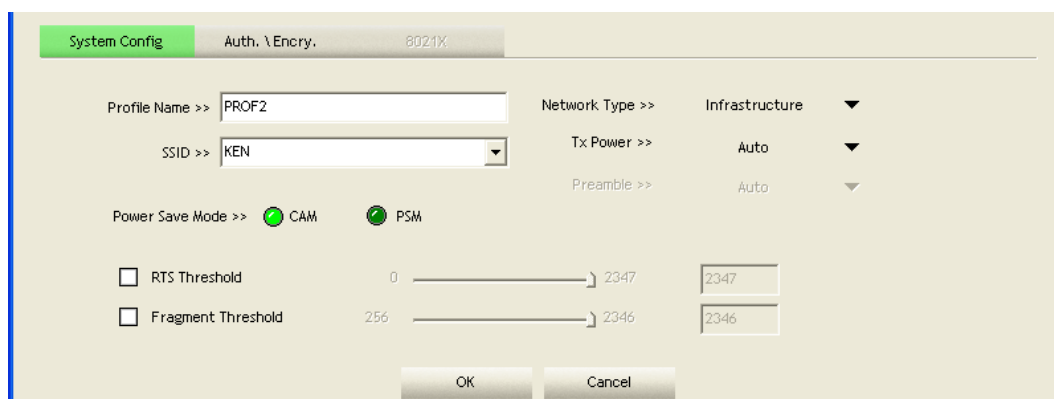 System Config Auth. \ Encry. 8021X
Profile Name >> PROF2 Network Type >> Infrastructure
SSID >> KEN Tx Power >> Auto
Preamble >> Auto
Power Save Mode >> CAM PSM
RTS Threshold 0 2347 2347
Fragment Threshold 256 2346 2346
OK Cancel